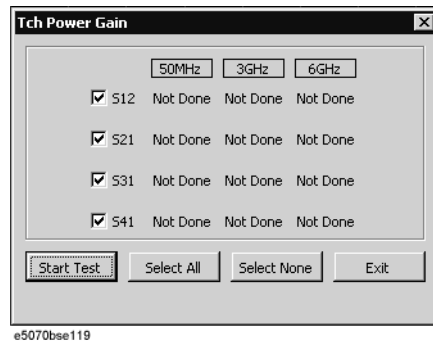 Tch Power Gain
50MHz 3GHz 6GHz
S12 Not Done Not Done Not Done
S21 Not Done Not Done Not Done
S31 Not Done Not Done Not Done
S41 Not Done Not Done Not Done
Start Test Select All Select None Exit
e5070bse119